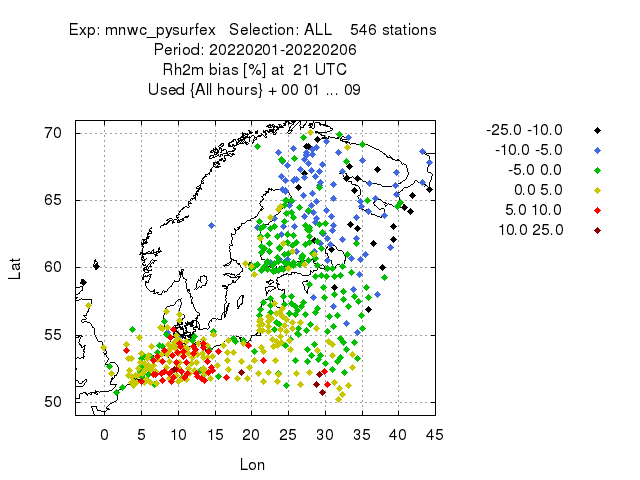 Exp: mnwc_pysurfex   Selection: ALL    546 stations
Period: 20220201-20220206
Rh2m bias [%] at  21 UTC
Used {All hours} + 00 01 ... 09
-25.0 -10.0
-10.0 -5.0
-5.0 0.0
0.0 5.0
5.0 10.0
10.0 25.0
70
65
60
55
50
Lat
0 5 10 15 20 25 30 35 40 45
Lon